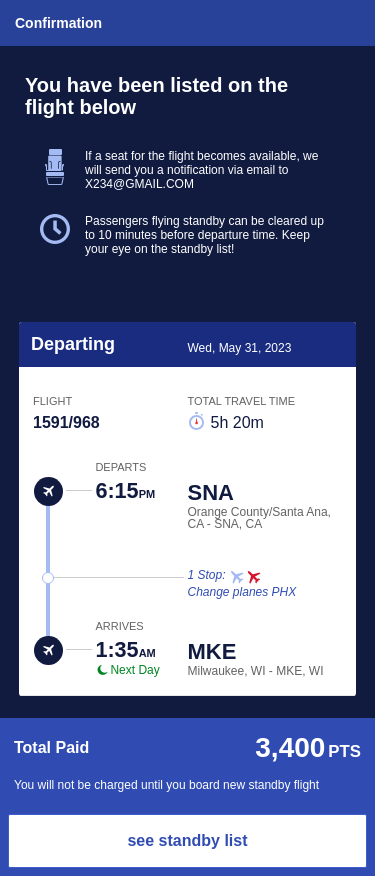 Confirmation
You have been listed on the
flight below
If a seat for the flight becomes available, we
will send you a notification via email to
X234@GMAIL.COM
Passengers flying standby can be cleared up
to 10 minutes before departure time. Keep
your eye on the standby list!
Departing
Wed, May 31, 2023
FLIGHT
TOTAL TRAVEL TIME
1591/968
5h 20m
DEPARTS
6:15PM
SNA
Orange County/Santa Ana,
CA - SNA, CA
1 Stop:
Change planes PHX
ARRIVES
1:35AM
MKE
Next Day
Milwaukee, WI - MKE, WI
Total Paid
3,400 PTS
You will not be charged until you board new standby flight
see standby list